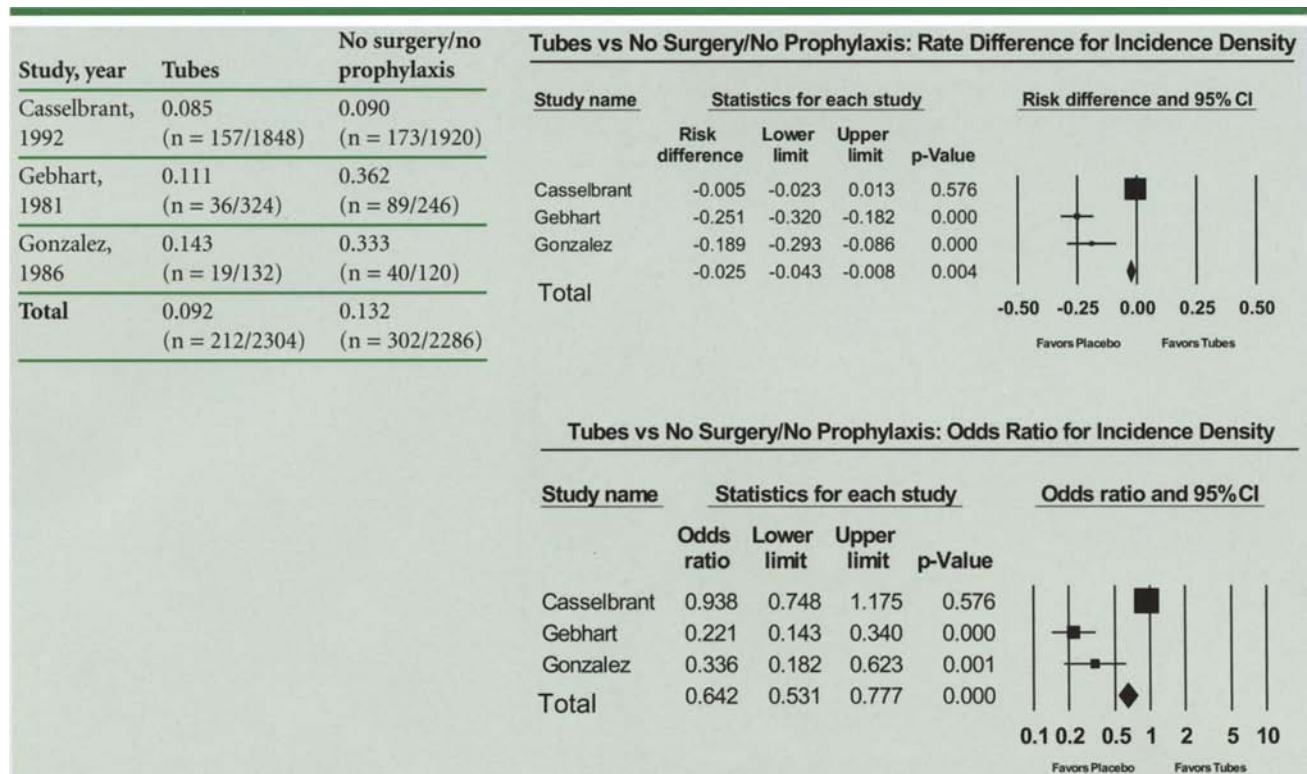 Study, year Tubes No surgery/no prophylaxis
Casselbrant, 0.085 0.090
1992 (n = 157/1848) (n = 173/1920)
Gebhart, 0.111 0.362
1981 (n = 36/324) (n = 89/246)
Gonzalez, 0.143 0.333
1986 (n = 19/132) (n = 40/120)
Total 0.092 0.132
(n = 212/2304) (n = 302/2286)
Tubes vs No Surgery/No Prophylaxis: Rate Difference for Incidence Density
Study name Statistics for each study Risk difference and 95% CI
Risk Lower Upper
difference limit limit p-Value
Casselbrant -0.005 -0.023 0.013 0.576
Gebhart -0.251 -0.320 -0.182 0.000
Gonzalez -0.189 -0.293 -0.086 0.000
-0.025 -0.043 -0.008 0.004
Total
-0.50 -0.25 0.00 0.25 0.50
Favors Placebo Favors Tubes
Tubes vs No Surgery/No Prophylaxis: Odds Ratio for Incidence Density
Study name Statistics for each study Odds ratio and 95% CI
Odds Lower Upper
ratio limit limit p-Value
Casselbrant 0.938 0.748 1.175 0.576
Gebhart 0.221 0.143 0.340 0.000
Gonzalez 0.336 0.182 0.623 0.001
Total 0.642 0.531 0.777 0.000
0.1 0.2 0.5 1 2 5 10
Favors Placebo Favors Tubes